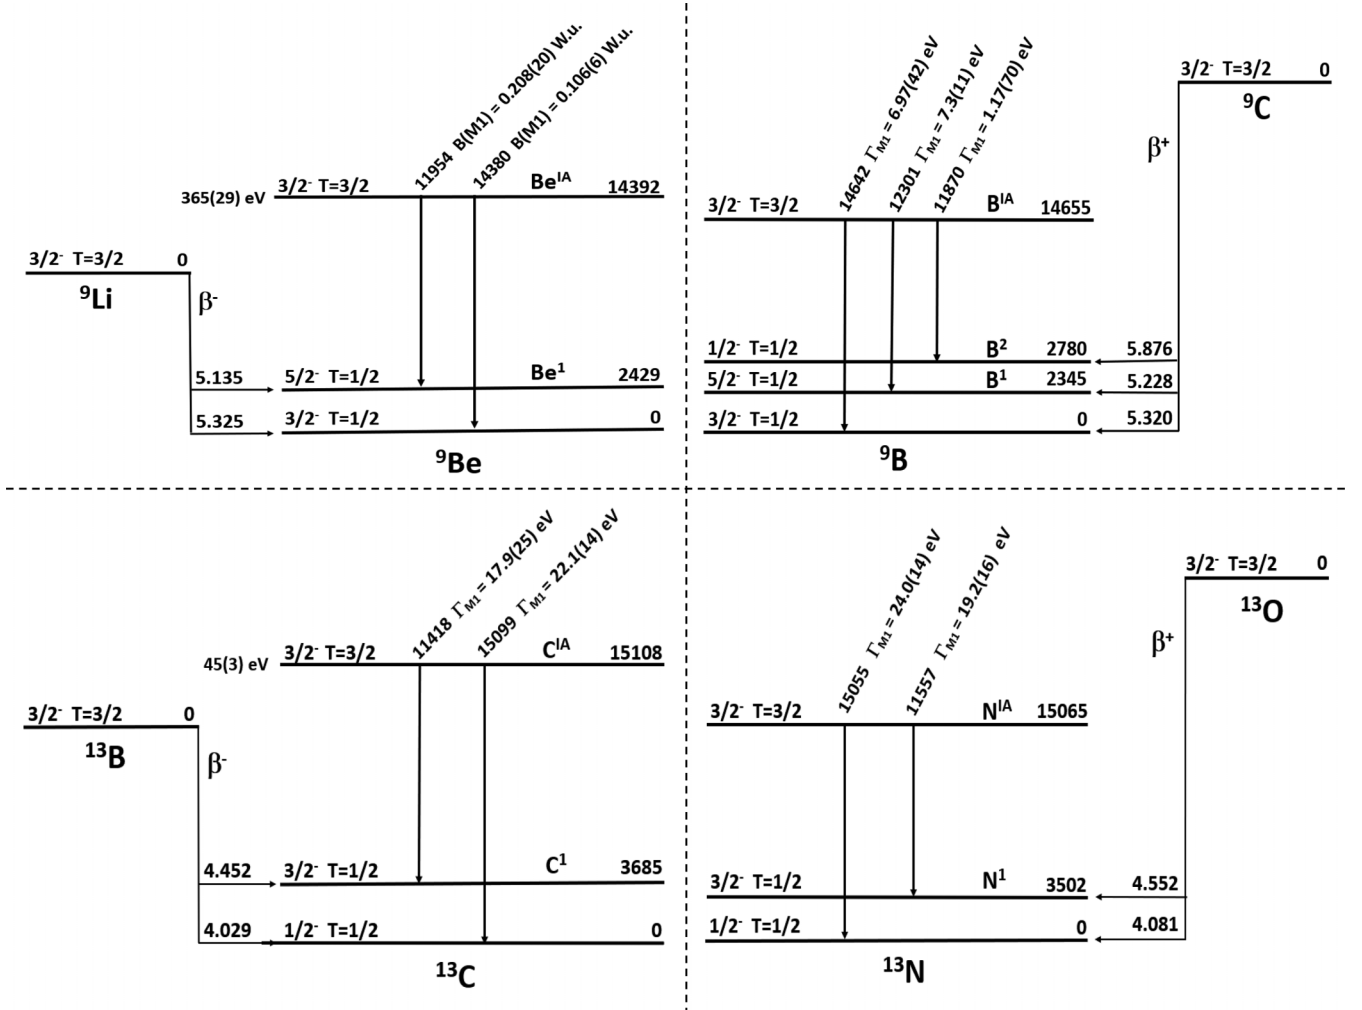 11954 B(M1) = 0.208(20) W.u.
14380 B(M1) = 0.106(6) W.u.
365(29) eV
3/2⁻ T=3/2
Beᴵᴬ
14392
3/2⁻ T=3/2
0
⁹Li
β⁻
5.135
5/2⁻ T=1/2
Be¹
2429
5.325
3/2⁻ T=1/2
0
⁹Be
14642 Γ_M1 = 6.97(42) eV
12301 Γ_M1 = 7.3(11) eV
11870 Γ_M1 = 1.17(70) eV
3/2⁻ T=3/2
0
⁹C
β⁺
3/2⁻ T=3/2
Bᴵᴬ
14655
1/2⁻ T=1/2
B²
2780
5.876
5/2⁻ T=1/2
B¹
2345
5.228
3/2⁻ T=1/2
0
5.320
⁹B
11418 Γ_M1 = 17.9(25) eV
15099 Γ_M1 = 22.1(14) eV
45(3) eV
3/2⁻ T=3/2
Cᴵᴬ
15108
3/2⁻ T=3/2
0
¹³B
β⁻
4.452
3/2⁻ T=1/2
C¹
3685
4.029
1/2⁻ T=1/2
0
¹³C
15055 Γ_M1 = 24.0(14) eV
11557 Γ_M1 = 19.2(16) eV
3/2⁻ T=3/2
0
¹³O
β⁺
3/2⁻ T=3/2
Nᴵᴬ
15065
3/2⁻ T=1/2
N¹
3502
4.552
1/2⁻ T=1/2
0
4.081
¹³N